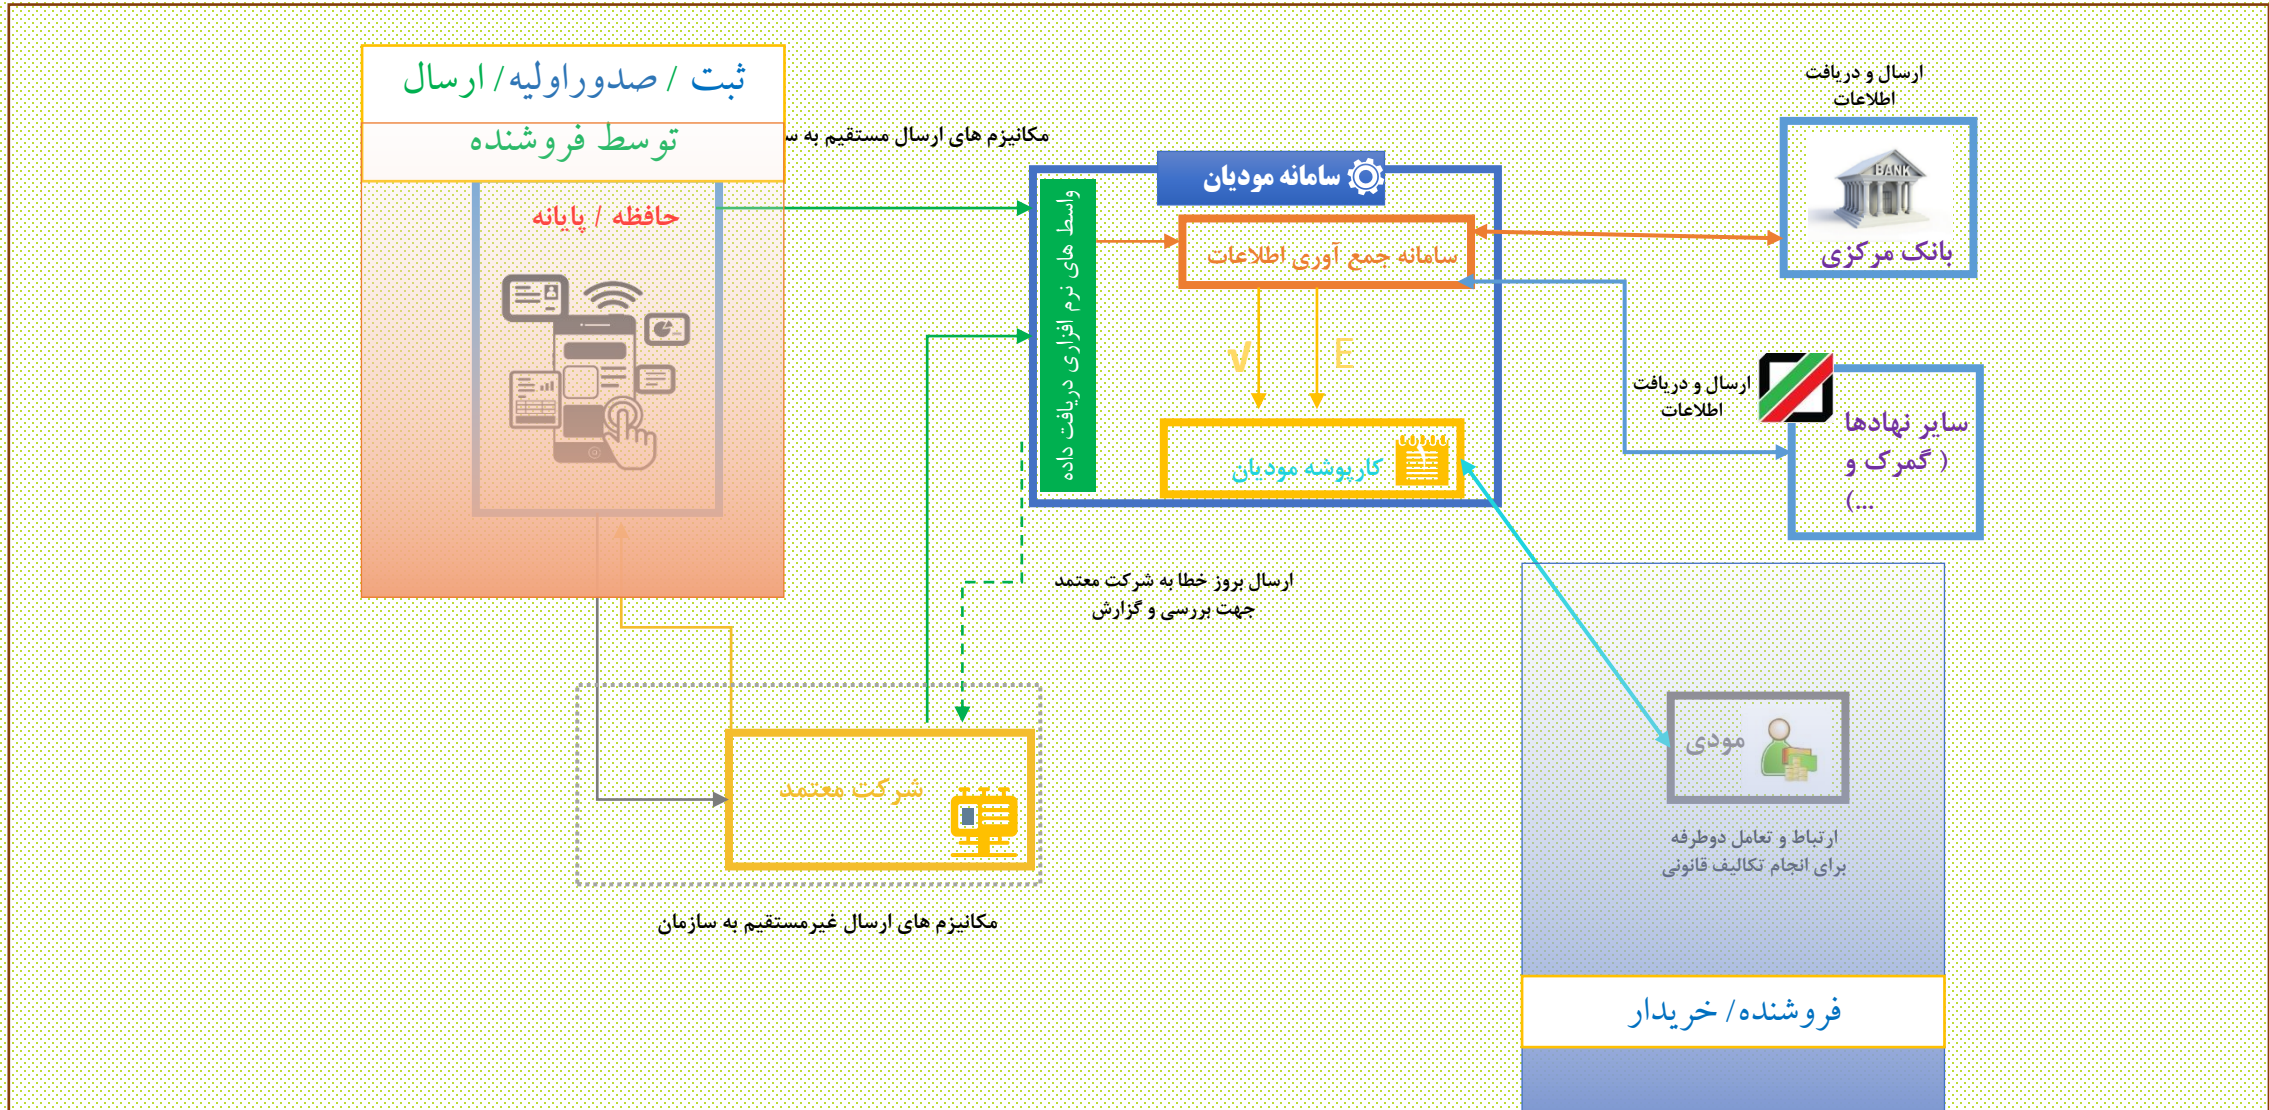 ثبت / صدوراولیه/ ارسال
توسط فروشنده
حافظه / پایانه
مکانیزم های ارسال مستقیم به س
سامانه مودیان
واسط های نرم افزاری دریافت داده
سامانه جمع آوری اطلاعات
√ E
کارپوشه مودیان
ارسال و دریافت
اطلاعات
BANK
بانک مرکزی
ارسال و دریافت
اطلاعات
سایر نهادها
( گمرک و
...)
ارسال بروز خطا به شرکت معتمد
جهت بررسی و گزارش
شرکت معتمد
مکانیزم های ارسال غیرمستقیم به سازمان
مودی
ارتباط و تعامل دوطرفه
برای انجام تکالیف قانونی
فروشنده/ خریدار